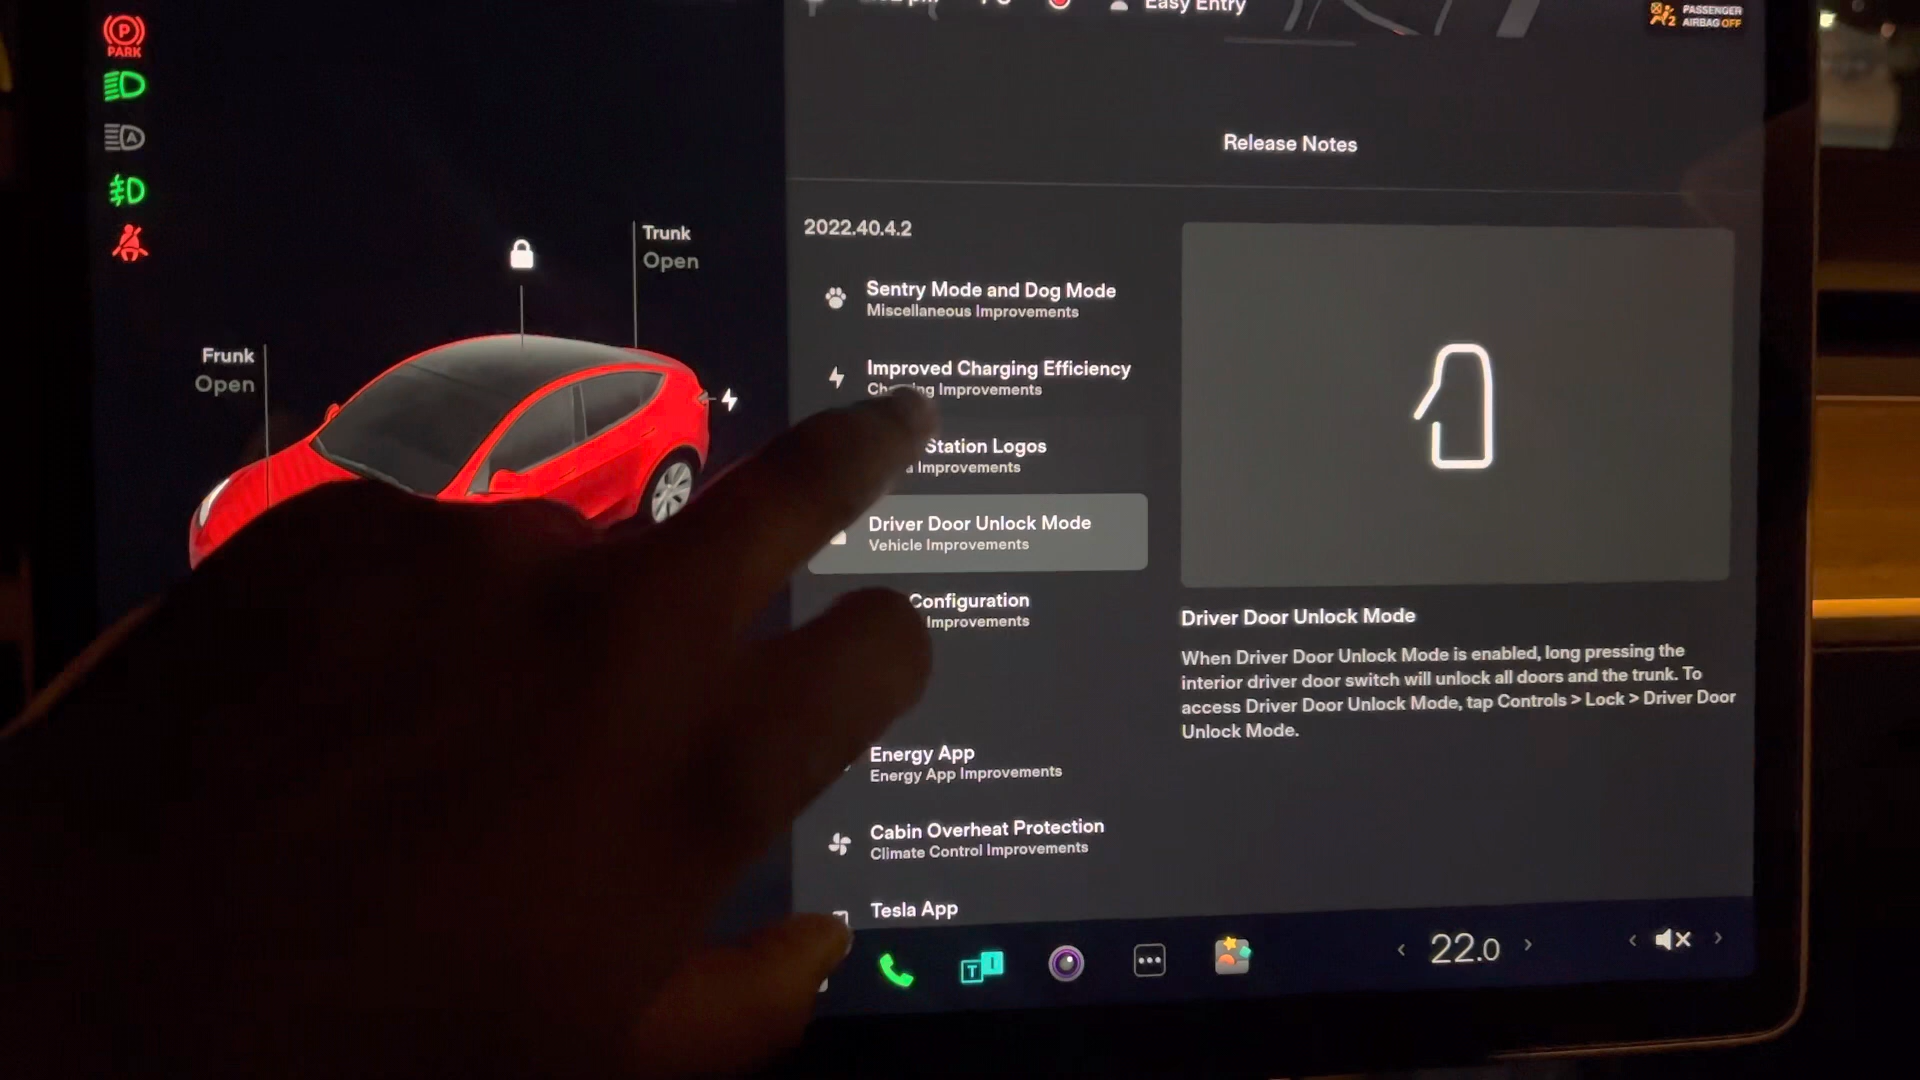 PARK
Easy Entry
PASSENGER
AIRBAG OFF
Release Notes
2022.40.4.2
Trunk
Open
Frunk
Open
Sentry Mode and Dog Mode
Miscellaneous Improvements
Improved Charging Efficiency
Improvements
Station Logos
Improvements
Driver Door Unlock Mode
Vehicle Improvements
Configuration
Improvements
Energy App
Energy App Improvements
Cabin Overheat Protection
Climate Control Improvements
Tesla App
Driver Door Unlock Mode
When Driver Door Unlock Mode is enabled, long pressing the
interior driver door switch will unlock all doors and the trunk. To
access Driver Door Unlock Mode, tap Controls > Lock > Driver Door
Unlock Mode.
22.0